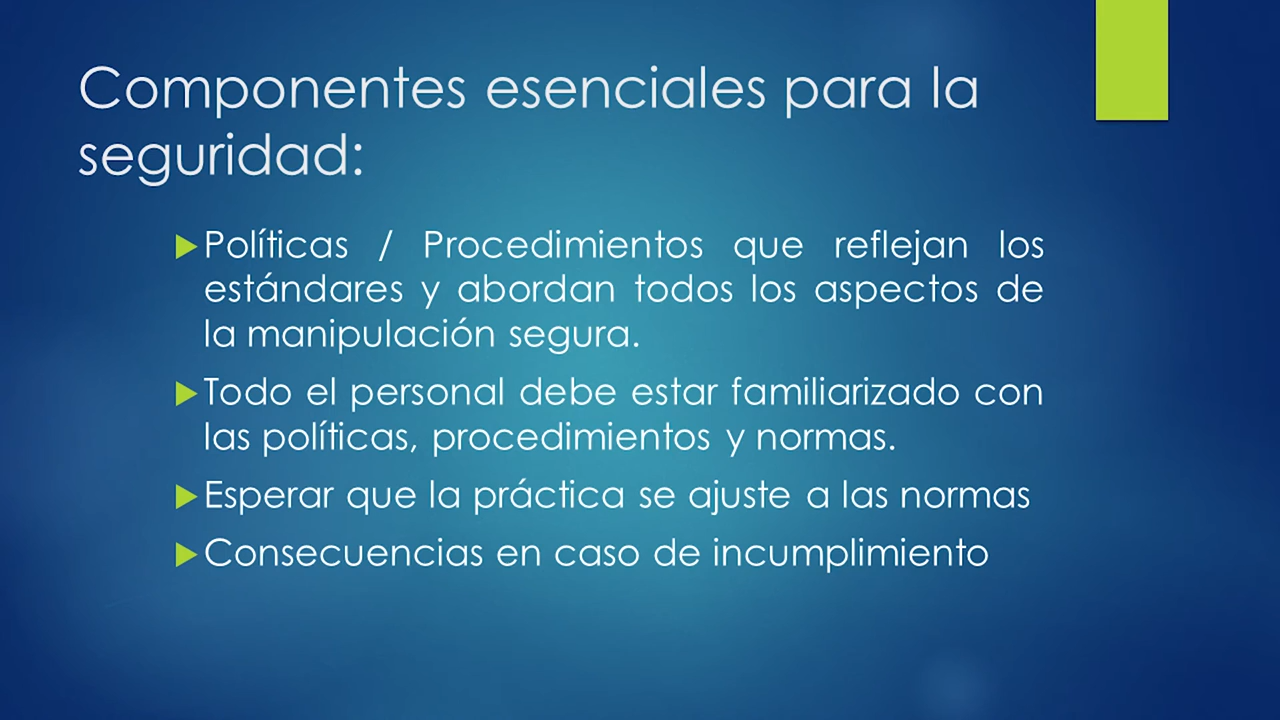 Componentes esenciales para la
seguridad:
Políticas / Procedimientos que reflejan los
estándares y abordan todos los aspectos de
la manipulación segura.
Todo el personal debe estar familiarizado con
las políticas, procedimientos y normas.
Esperar que la práctica se ajuste a las normas
Consecuencias en caso de incumplimiento